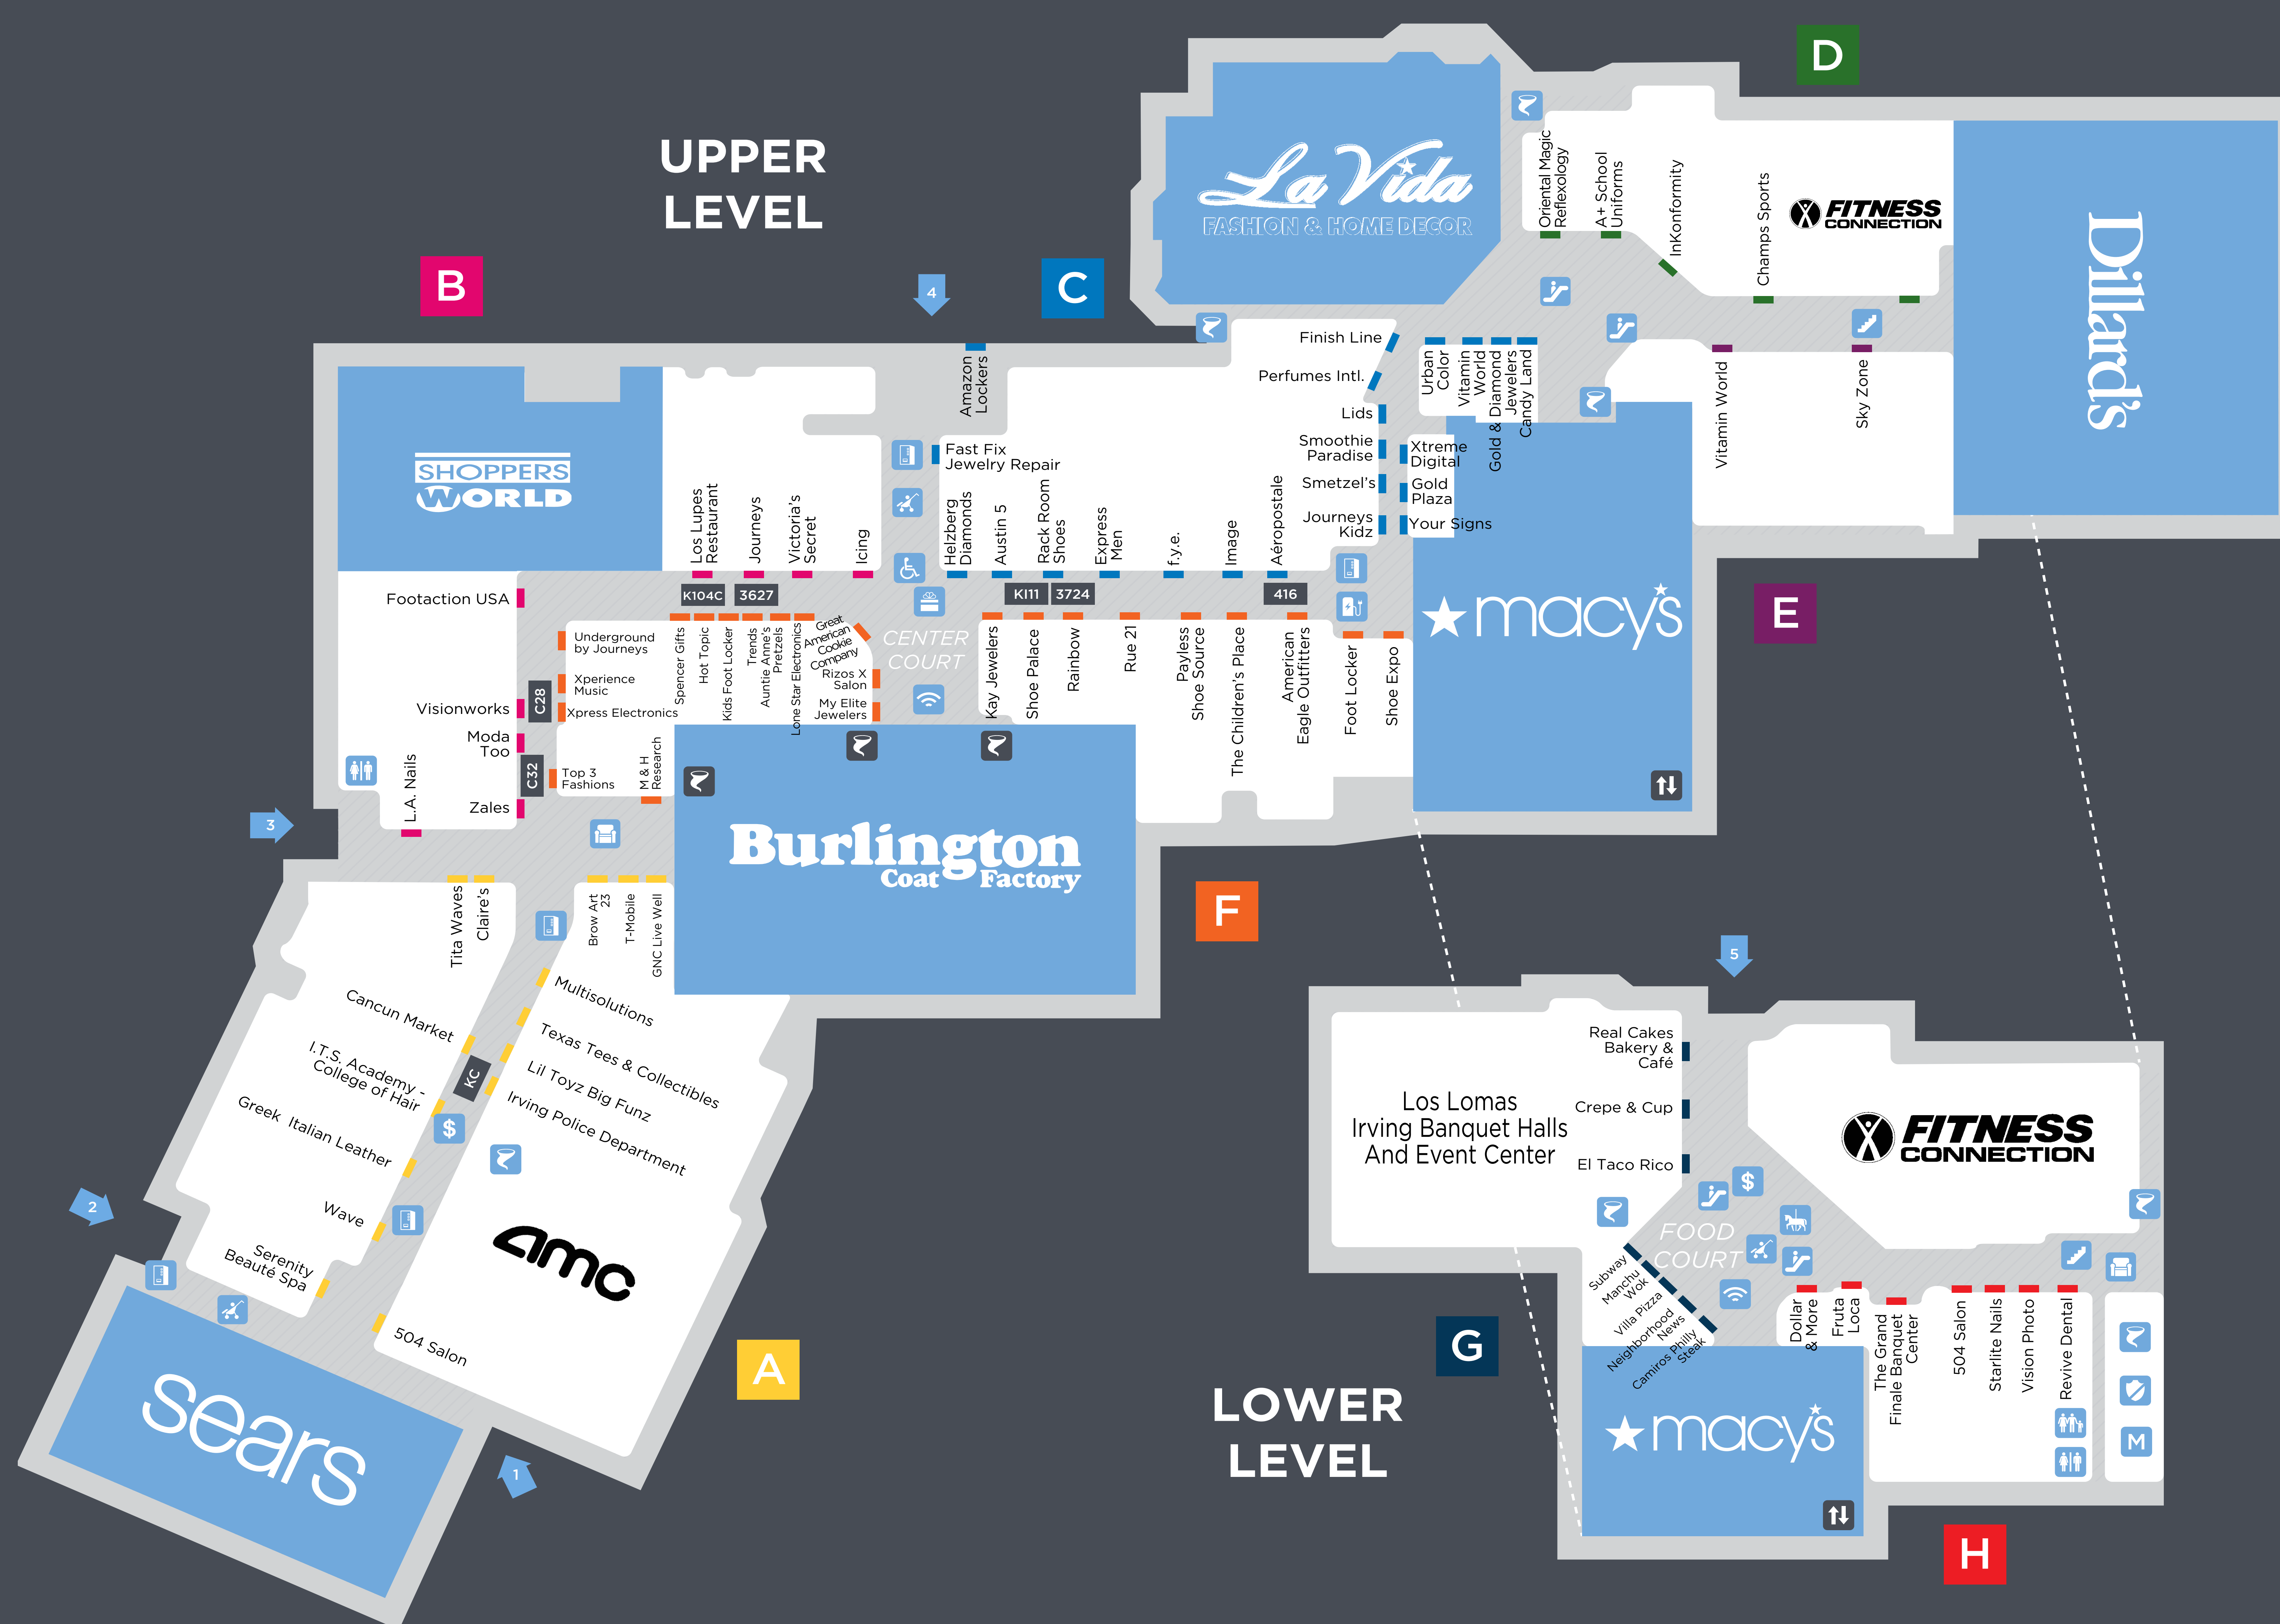 UPPER
LEVEL
B
4
C
D
La Vida
FASHION & HOME DECOR
Oriental Magic
Reflexology
A+ School
Uniforms
InKonformity
Champs Sports
FITNESS
CONNECTION
Dillard's
SHOPPERS
WORLD
Los Lupes
Restaurant
Journeys
Victoria's
Secret
Icing
Amazon
Lockers
Fast Fix
Jewelry Repair
Helzberg
Diamonds
Austin 5
Rack Room
Shoes
Express
Men
f.y.e.
Image
Aéropostale
Finish Line
Perfumes Intl.
Lids
Smoothie
Paradise
Smetzel's
Journeys
Kidz
Urban
Color
Vitamin
World
Gold & Diamond
Jewelers
Candy Land
Xtreme
Digital
Gold
Plaza
Your Signs
Vitamin World
Sky Zone
macy's
E
Footaction USA
Visionworks
Moda
Too
Zales
L.A. Nails
3
K104C
3627
KI11
3724
416
C28
C32
Underground
by Journeys
Xperience
Music
Xpress Electronics
Top 3
Fashions
M & H
Research
Spencer Gifts
Hot Topic
Kids Foot Locker
Trends
Auntie Anne's
Pretzels
Lone Star Electronics
Great
American
Cookie
Company
Rizos X
Salon
My Elite
Jewelers
CENTER
COURT
Kay Jewelers
Shoe Palace
Rainbow
Rue 21
Payless
Shoe Source
The Children's Place
American
Eagle Outfitters
Foot Locker
Shoe Expo
Burlington
Coat Factory
F
Tita Waves
Claire's
Brow Art
23
T-Mobile
GNC Live Well
Cancun Market
I.T.S. Academy -
College of Hair
Greek Italian Leather
Wave
Serenity
Beauté Spa
KC
$
Multisolutions
Texas Tees & Collectibles
Lil Toyz Big Funz
Irving Police Department
amc
504 Salon
2
1
sears
A
LOWER
LEVEL
5
Los Lomas
Irving Banquet Halls
And Event Center
Real Cakes
Bakery &
Café
Crepe & Cup
El Taco Rico
FITNESS
CONNECTION
$
FOOD
COURT
Subway
Manchu
Wok
Villa Pizza
Neighborhood
News
Camiros Philly
Steak
G
macy's
Dollar
& More
Fruta
Loca
The Grand
Finale Banquet
Center
504 Salon
Starlite Nails
Vision Photo
Revive Dental
M
H